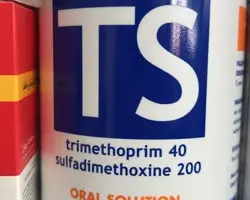 TS
trimethoprim 40
sulfadimethoxine 200
ORAL SOLUTION